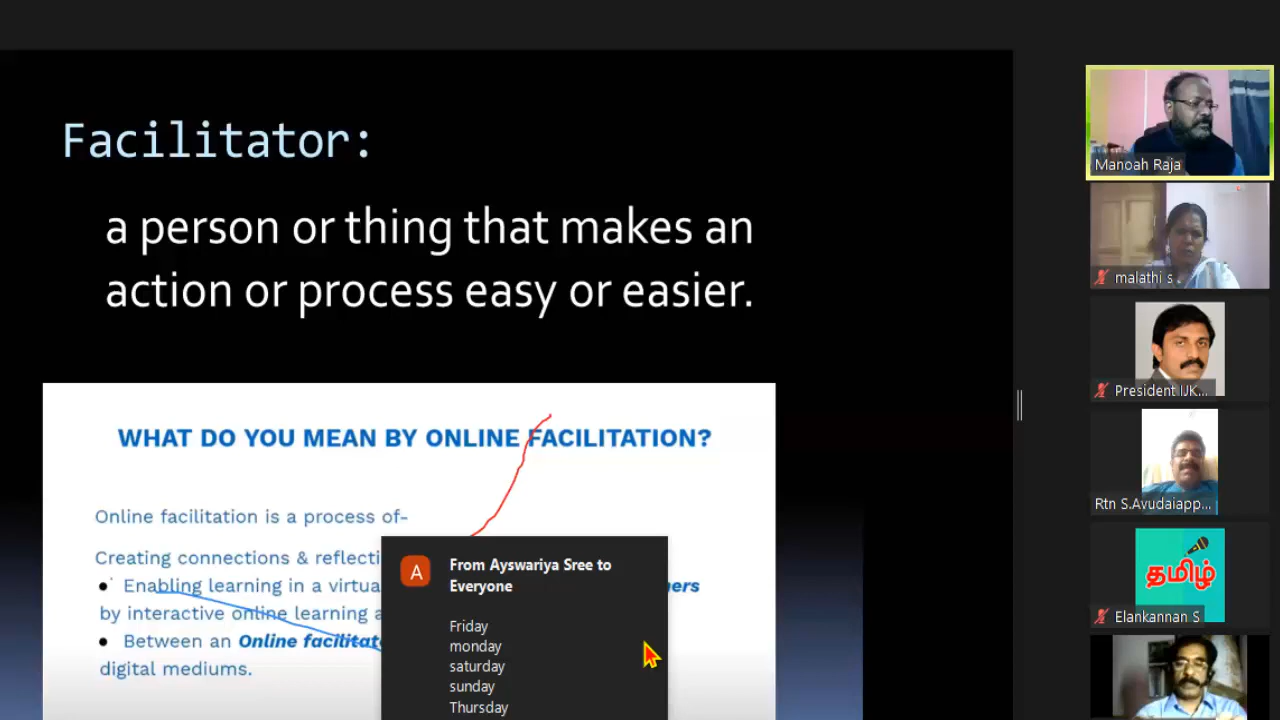 Facilitator:
a person or thing that makes an
action or process easy or easier.
WHAT DO YOU MEAN BY ONLINE FACILITATION?
Online facilitation is a process of-
Creating connections & reflecti
• Enabling learning in a virtua
ners
by interactive online learning a
• Between an Online facilitat
digital mediums.
A
From Ayswariya Sree to
Everyone
Friday
monday
saturday
sunday
Thursday
Manoah Raja
malathi s
President IJK...
Rtn S.Avudaiapp...
தமிழ்
Elankannan S